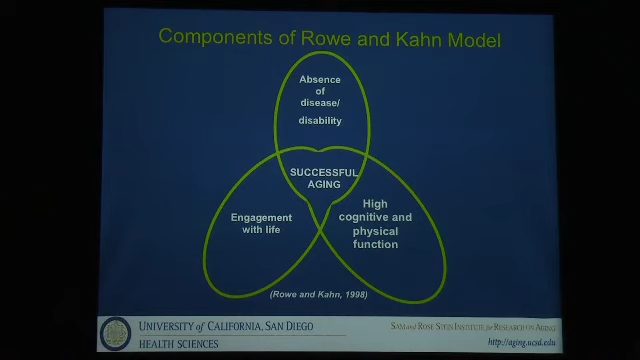 Components of Rowe and Kahn Model
Absence
of
disease/
disability
SUCCESSFUL
AGING
Engagement
with life
High
cognitive and
physical
function
(Rowe and Kahn, 1998)
UNIVERSITY OF CALIFORNIA, SAN DIEGO
HEALTH SCIENCES
SAM AND ROSE STEIN INSTITUTE FOR RESEARCH ON AGING
http://aging.ucsd.edu